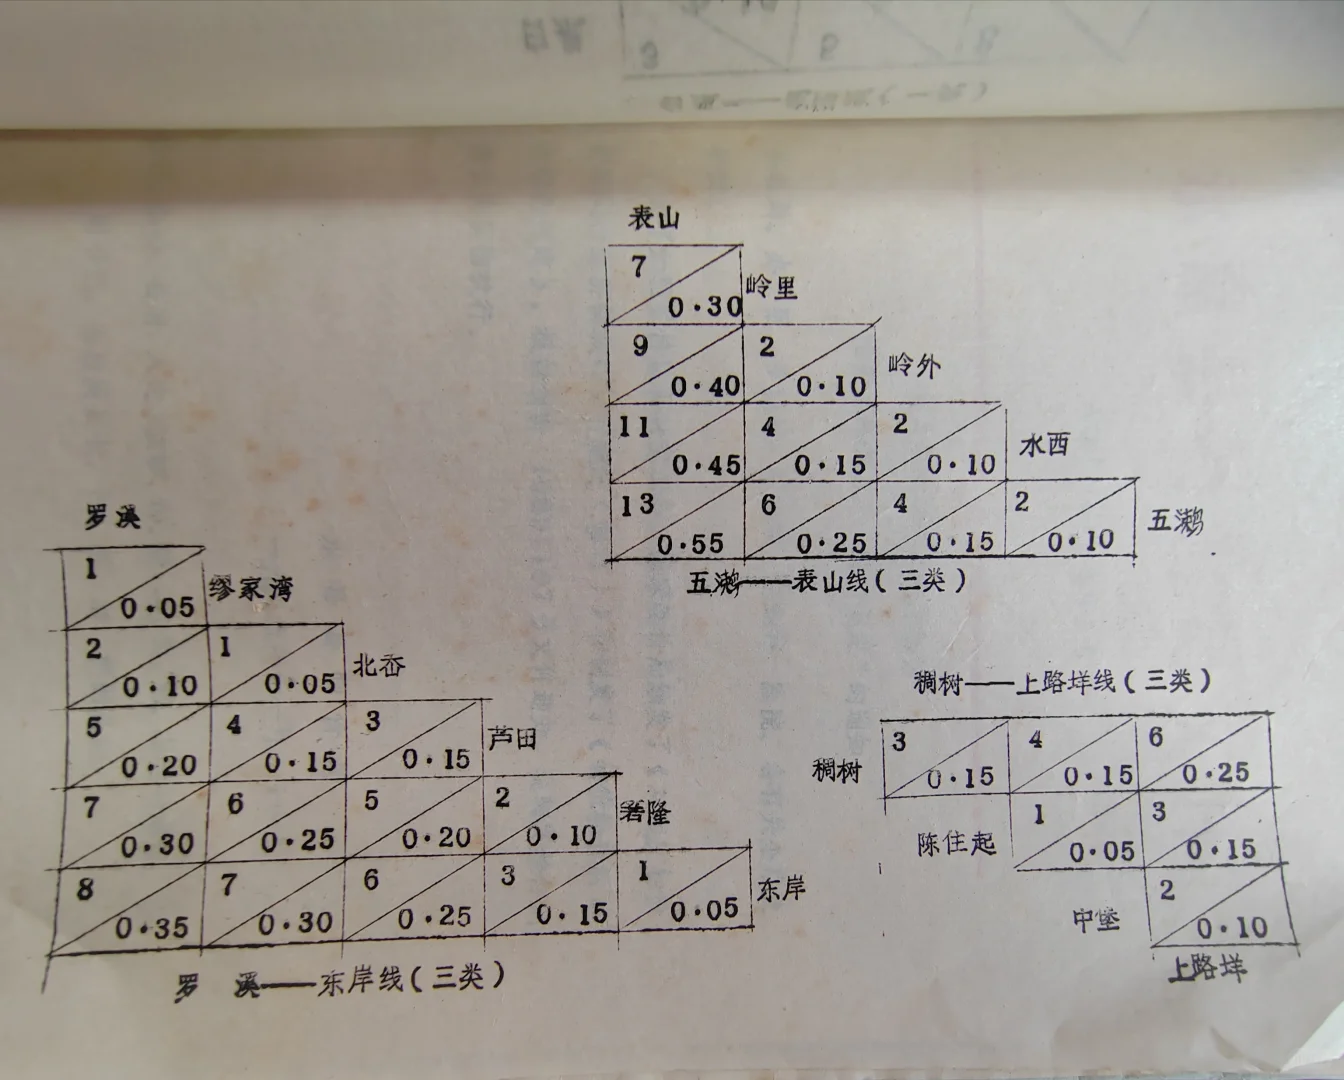 表山
7 0·30 岭里
9 0·40 2 0·10 岭外
11 0·45 4 0·15 2 0·10 水西
13 0·55 6 0·25 4 0·15 2 0·10 五濑
五濑——表山线(三类)
罗溪
1 0·05 缪家湾
2 0·10 1 0·05 北岙
5 0·20 4 0·15 3 0·15 芦田
7 0·30 6 0·25 5 0·20 2 0·10 隆
8 0·35 7 0·30 6 0·25 3 0·15 1 0·05 东岸
罗 溪——东岸线(三类)
稠树——上路垟线(三类)
稠树 3 0·15 4 0·15 6 0·25
陈住起 1 0·05 3 0·15
中堡 2 0·10
上路垟